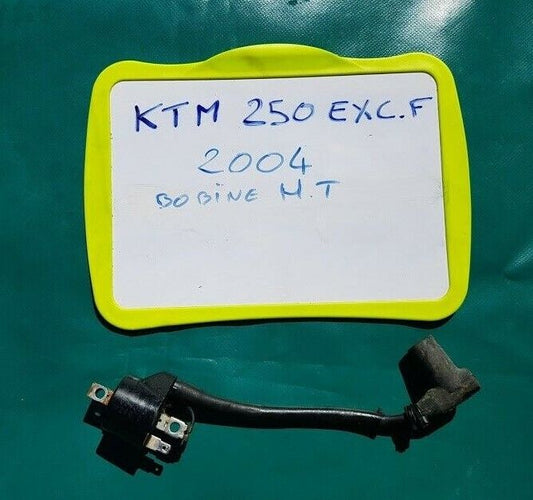 KTM 250 EXC.F
2004
BOBINE H.T